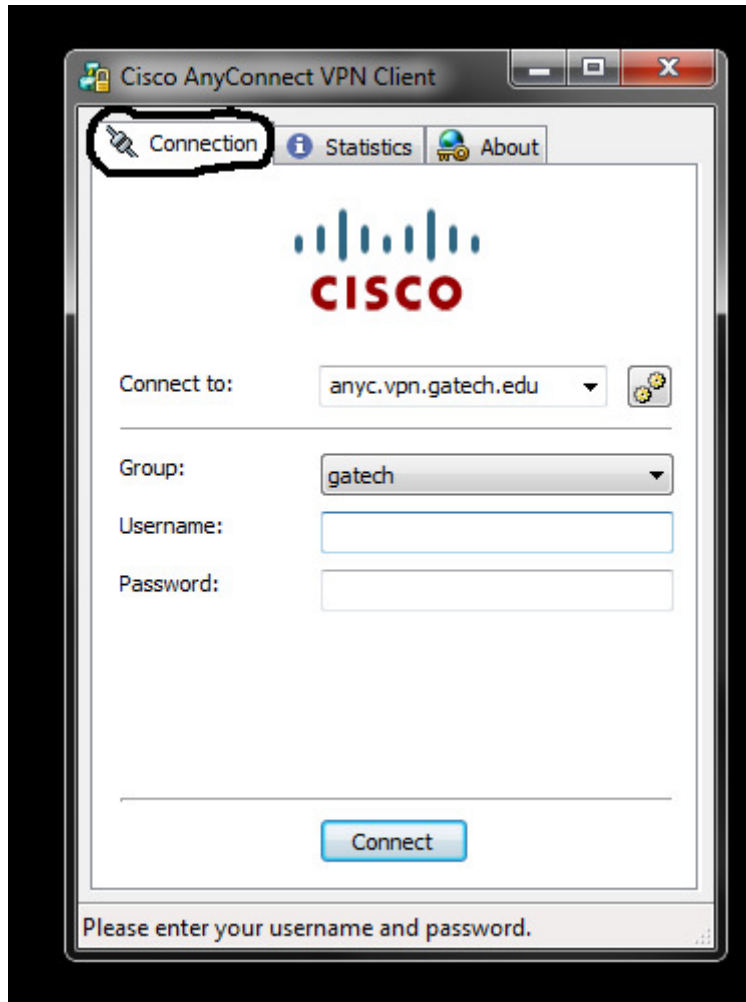 Cisco AnyConnect VPN Client
Connection Statistics About
CISCO
Connect to: anyc.vpn.gatech.edu
Group: gatech
Username:
Password:
Connect
Please enter your username and password.